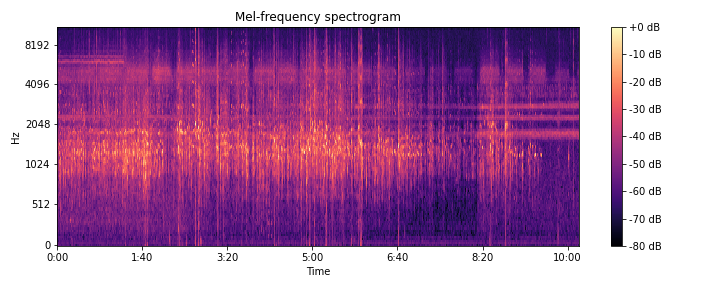 Mel-frequency spectrogram
Hz
8192
4096
2048
1024
512
0
0:00
1:40
3:20
5:00
6:40
8:20
10:00
Time
+0 dB
-10 dB
-20 dB
-30 dB
-40 dB
-50 dB
-60 dB
-70 dB
-80 dB